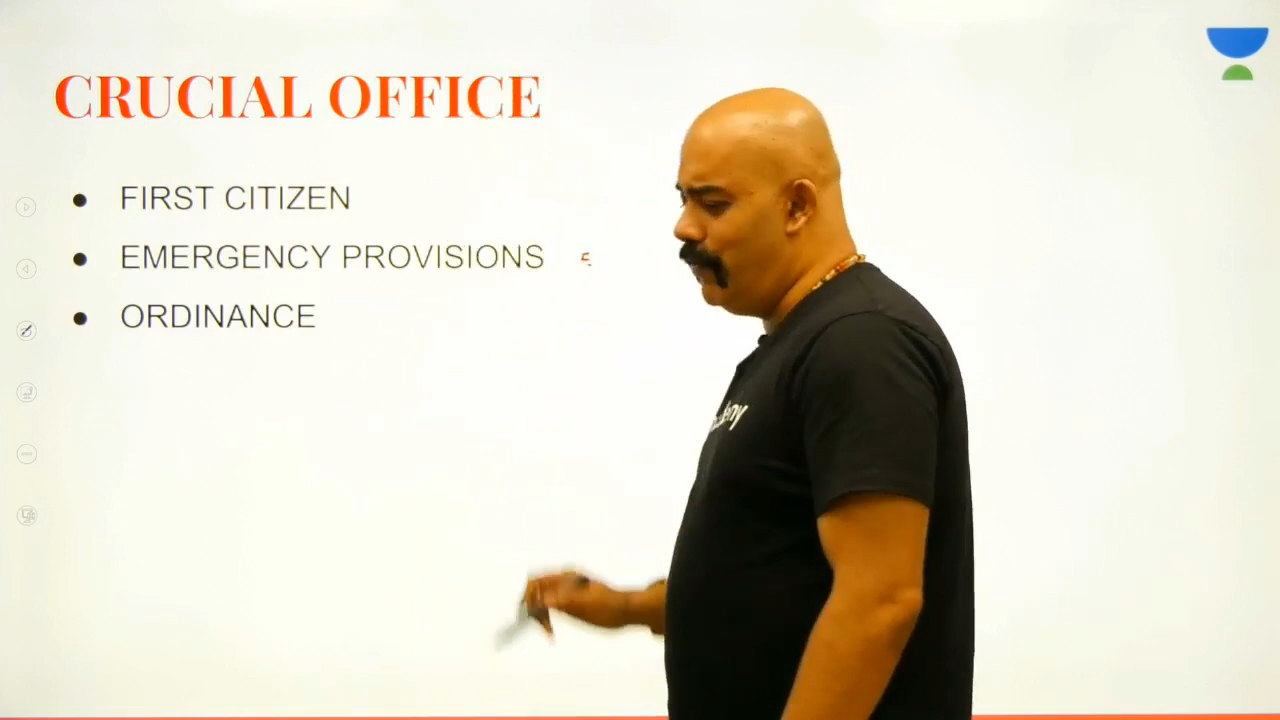 CRUCIAL OFFICE
FIRST CITIZEN
EMERGENCY PROVISIONS
ORDINANCE